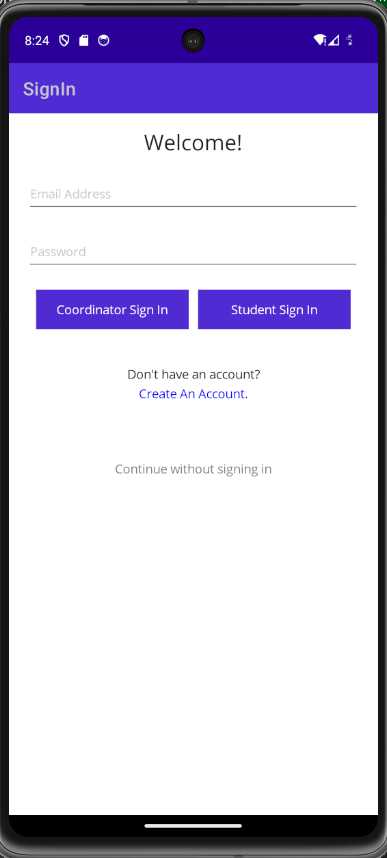 8:24
SignIn
Welcome!
Email Address
Password
Coordinator Sign In
Student Sign In
Don't have an account?
Create An Account.
Continue without signing in